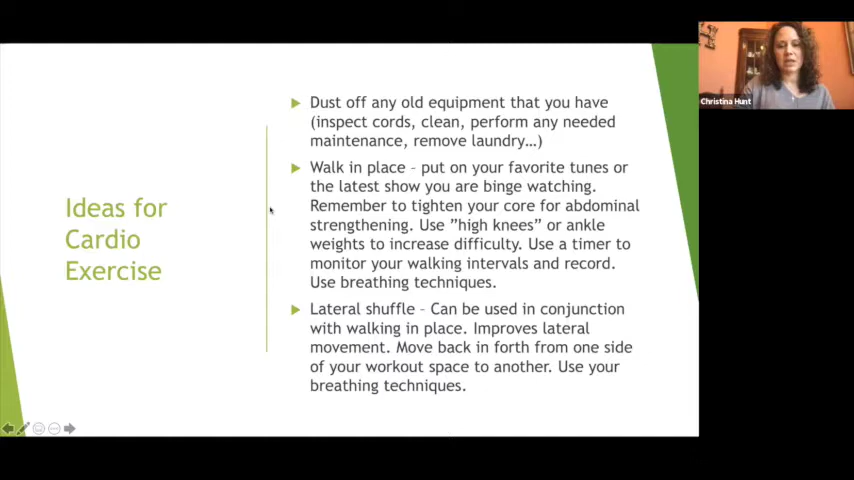 Ideas for
Cardio
Exercise
Dust off any old equipment that you have
(inspect cords, clean, perform any needed
maintenance, remove laundry…)
Walk in place – put on your favorite tunes or
the latest show you are binge watching.
Remember to tighten your core for abdominal
strengthening. Use ”high knees” or ankle
weights to increase difficulty. Use a timer to
monitor your walking intervals and record.
Use breathing techniques.
Lateral shuffle – Can be used in conjunction
with walking in place. Improves lateral
movement. Move back in forth from one side
of your workout space to another. Use your
breathing techniques.
Christina Hunt